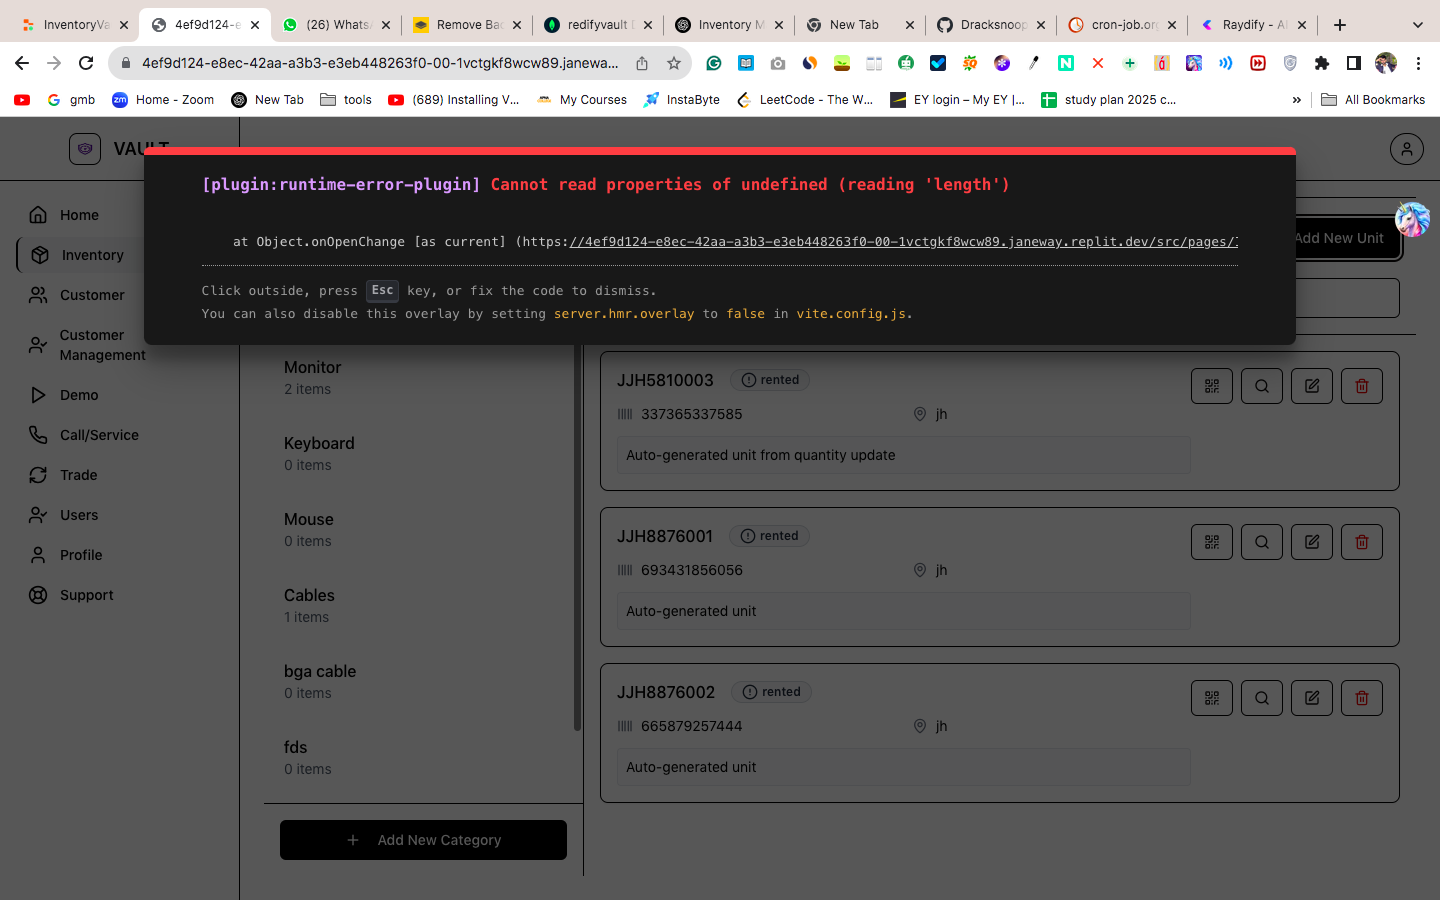 InventoryVa
4ef9d124-e
(26) Whats
Remove Bac
redifyvault
Inventory M
New Tab
Dracksnoop
cron-job.or
Raydify - A
4ef9d124-e8ec-42aa-a3b3-e3eb448263f0-00-1vctgkf8wcw89.janewa...
gmb
Home - Zoom
New Tab
tools
(689) Installing V...
My Courses
InstaByte
LeetCode - The W...
EY login – My EY |...
study plan 2025 c...
»
All Bookmarks
VAULT
[plugin:runtime-error-plugin] Cannot read properties of undefined (reading 'length')
at Object.onOpenChange [as current] (https://4ef9d124-e8ec-42aa-a3b3-e3eb448263f0-00-1vctgkf8wcw89.janeway.replit.dev/src/pages/
Click outside, press Esc key, or fix the code to dismiss.
You can also disable this overlay by setting server.hmr.overlay to false in vite.config.js.
Home
Inventory
Customer
Customer
Management
Demo
Call/Service
Trade
Users
Profile
Support
Add New Unit
Monitor
2 items
Keyboard
0 items
Mouse
0 items
Cables
1 items
bga cable
0 items
fds
0 items
Add New Category
JJH5810003 rented
337365337585 jh
Auto-generated unit from quantity update
JJH8876001 rented
693431856056 jh
Auto-generated unit
JJH8876002 rented
665879257444 jh
Auto-generated unit